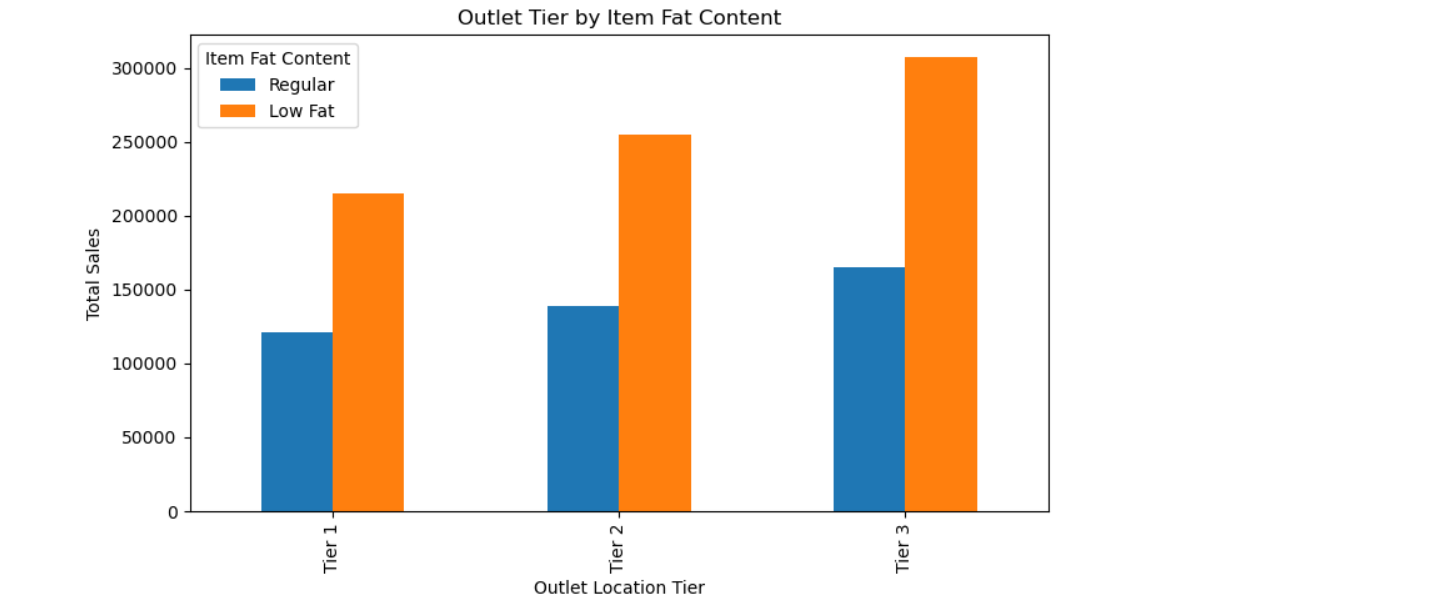 Outlet Tier by Item Fat Content
Item Fat Content
Regular
Low Fat
300000
250000
200000
150000
100000
50000
0
Total Sales
Tier 1
Tier 2
Tier 3
Outlet Location Tier